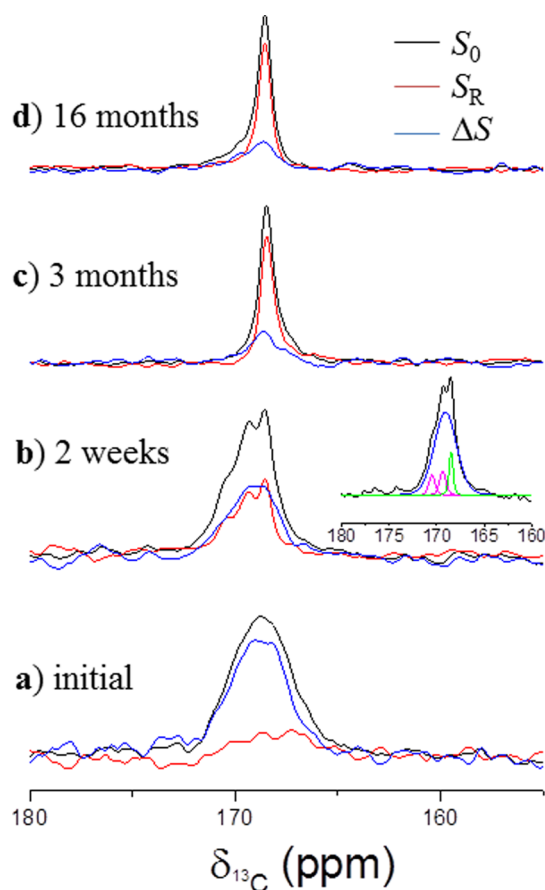 S₀
S_R
ΔS
d) 16 months
c) 3 months
b) 2 weeks
180 175 170 165 160
a) initial
180 170 160
δ₁₃C (ppm)